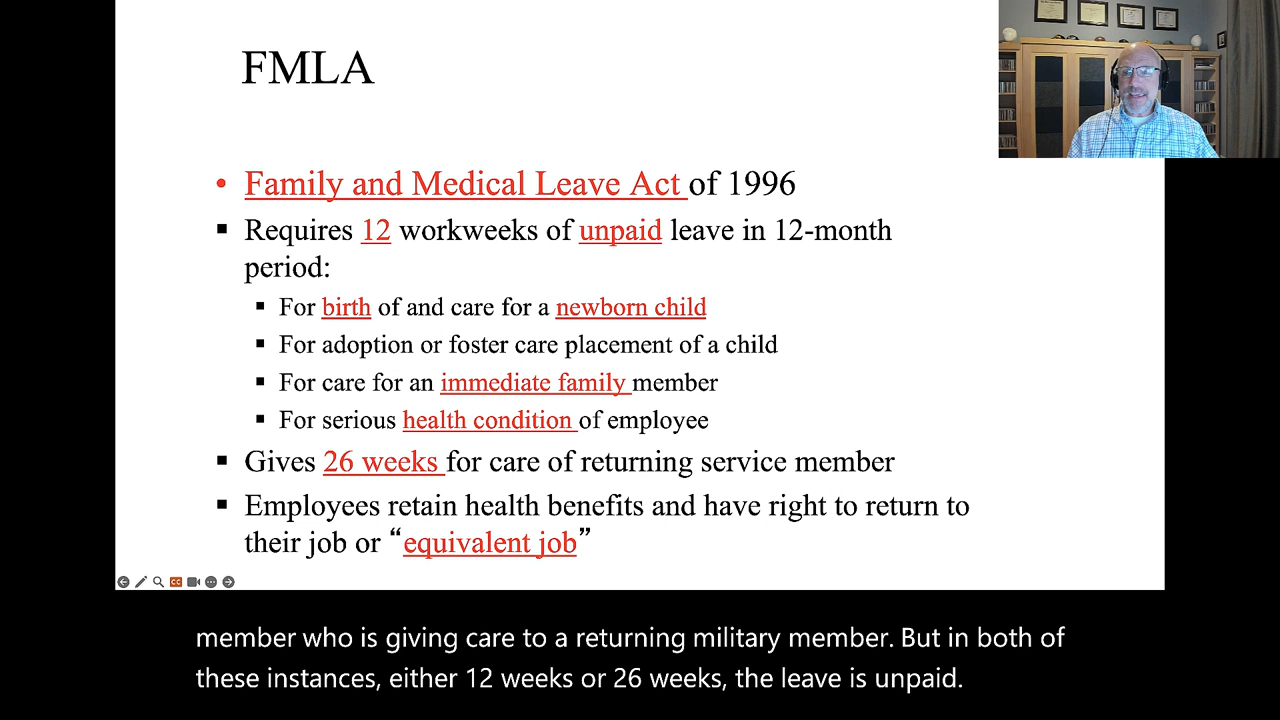 FMLA
• Family and Medical Leave Act of 1996
▪ Requires 12 workweeks of unpaid leave in 12-month
period:
▪ For birth of and care for a newborn child
▪ For adoption or foster care placement of a child
▪ For care for an immediate family member
▪ For serious health condition of employee
▪ Gives 26 weeks for care of returning service member
▪ Employees retain health benefits and have right to return to
their job or “equivalent job”
CC
member who is giving care to a returning military member. But in both of
these instances, either 12 weeks or 26 weeks, the leave is unpaid.